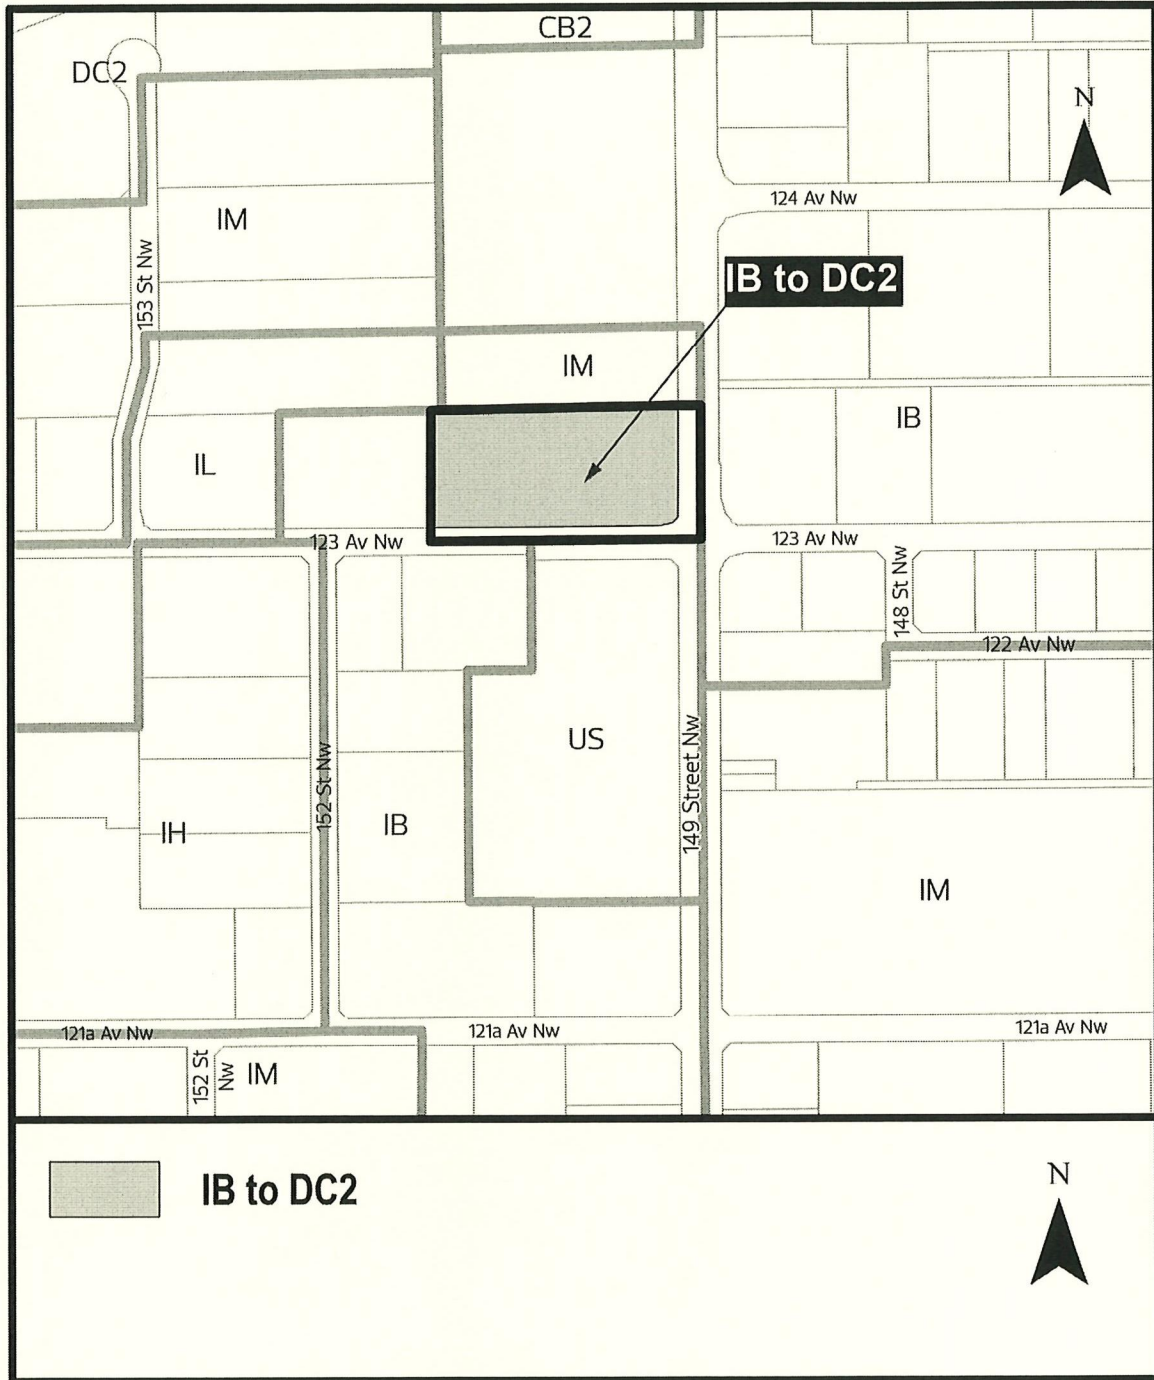 CB2
DC2
N
124 Av Nw
IM
153 St Nw
IB to DC2
IM
IB
IL
123 Av Nw
123 Av Nw
148 St Nw
122 Av Nw
US
149 Street Nw
152 St Nw
IB
IH
IM
121a Av Nw
121a Av Nw
121a Av Nw
152 St
Nw
IM
IB to DC2
N